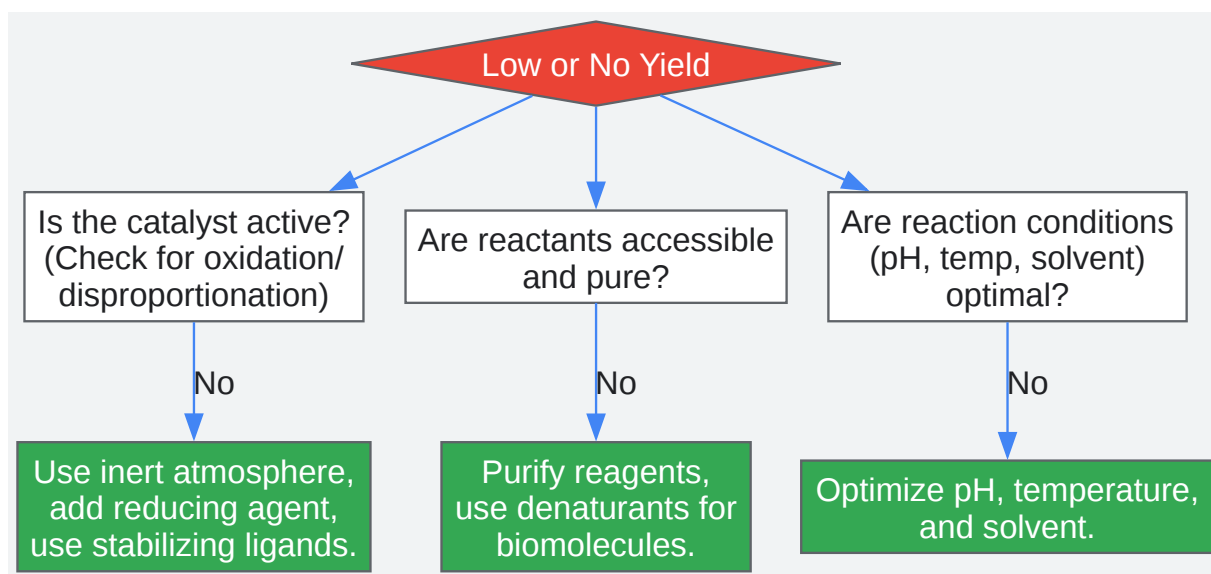 Low or No Yield
Is the catalyst active?
(Check for oxidation/
disproportionation)
Are reactants accessible
and pure?
Are reaction conditions
(pH, temp, solvent)
optimal?
No
No
No
Use inert atmosphere,
add reducing agent,
use stabilizing ligands.
Purify reagents,
use denaturants for
biomolecules.
Optimize pH, temperature,
and solvent.